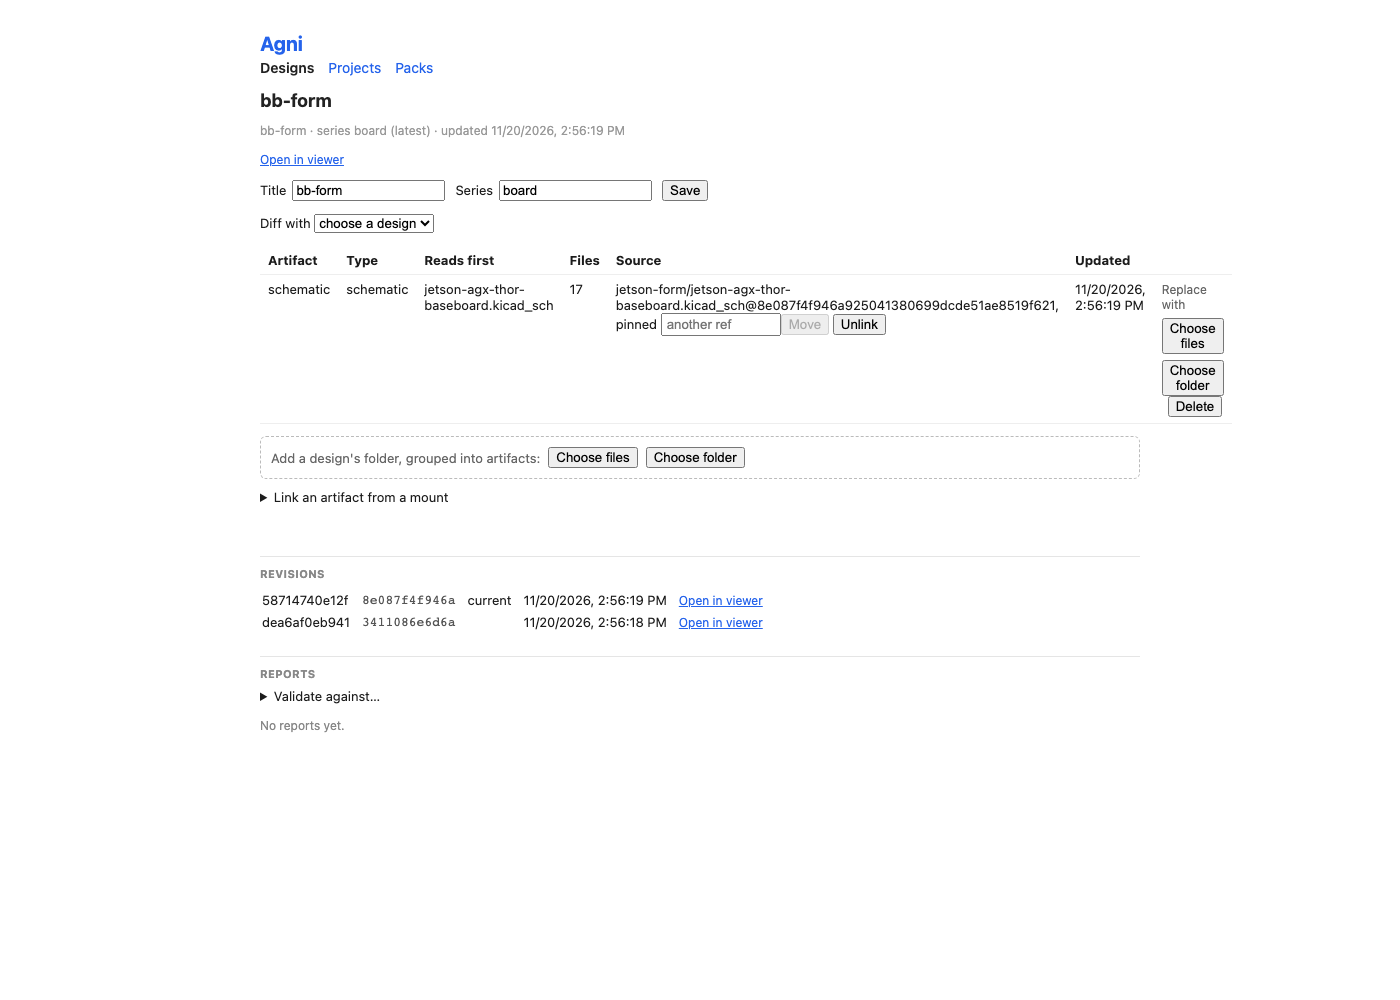 Agni
Designs Projects Packs
bb-form
bb-form · series board (latest) · updated 11/20/2026, 2:56:19 PM
Open in viewer
Title bb-form Series board Save
Diff with choose a design
Artifact Type Reads first Files Source Updated
schematic schematic jetson-agx-thor-baseboard.kicad_sch 17 jetson-form/jetson-agx-thor-baseboard.kicad_sch@8e087f4f946a925041380699dcde51ae8519f621, pinned another ref Move Unlink 11/20/2026, 2:56:19 PM Replace with
Choose files
Choose folder
Delete
Add a design's folder, grouped into artifacts: Choose files Choose folder
Link an artifact from a mount
REVISIONS
58714740e12f 8e087f4f946a current 11/20/2026, 2:56:19 PM Open in viewer
dea6af0eb941 3411086e6d6a 11/20/2026, 2:56:18 PM Open in viewer
REPORTS
Validate against...
No reports yet.